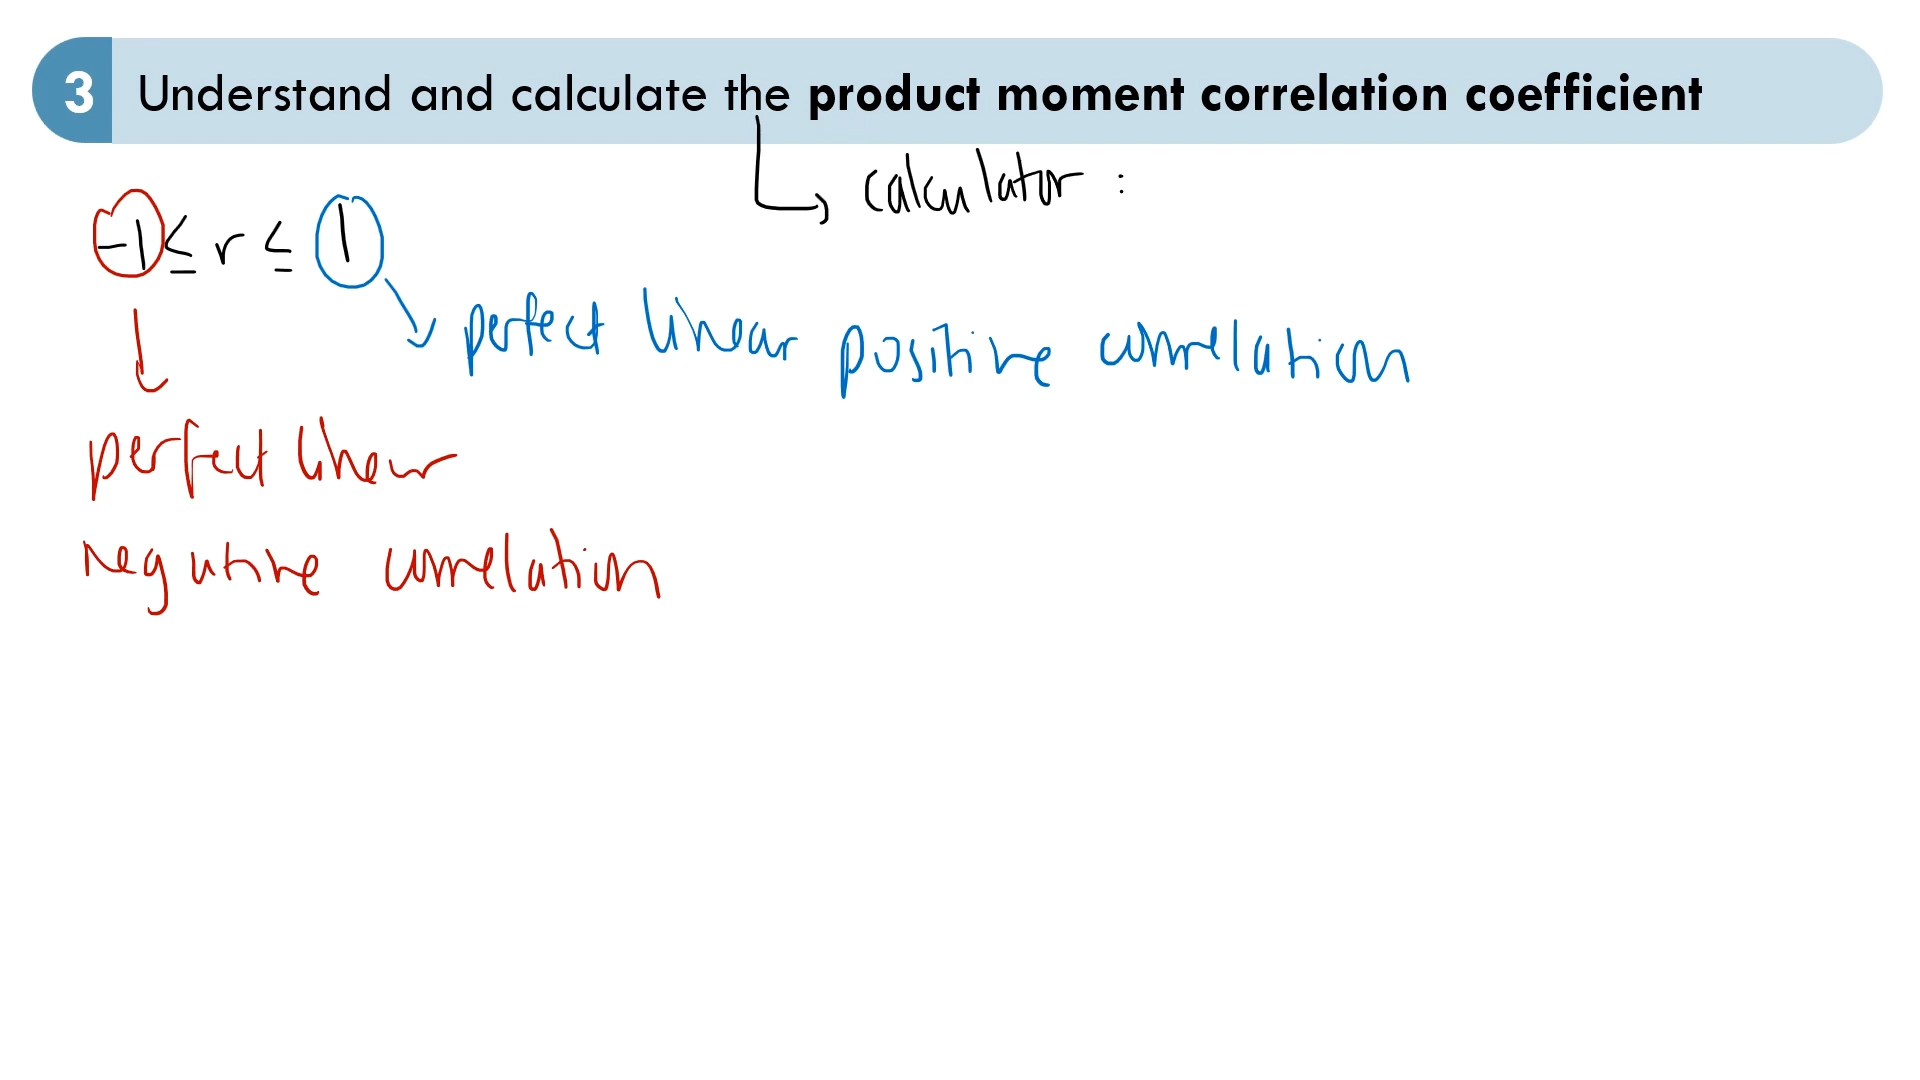 3 Understand and calculate the product moment correlation coefficient
calculator :
-1 ≤ r ≤ 1
perfect linear positive correlation
perfect linear
negative correlation